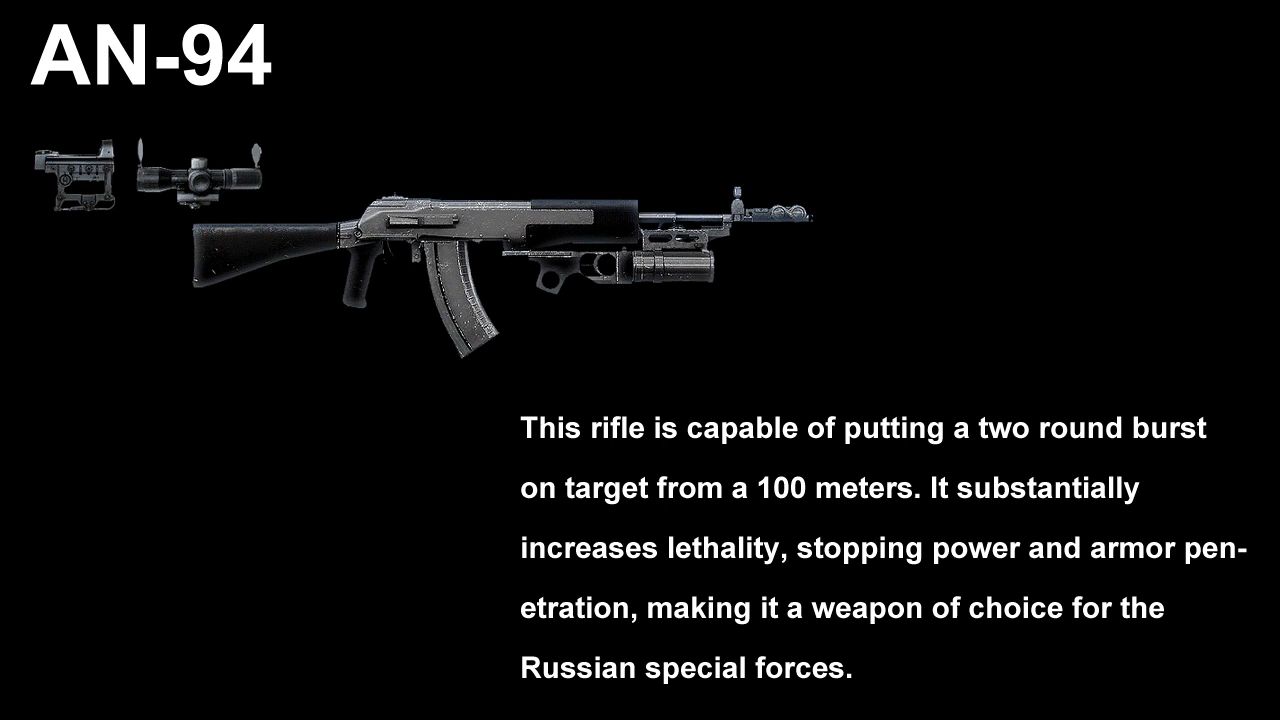 AN-94
This rifle is capable of putting a two round burst
on target from a 100 meters. It substantially
increases lethality, stopping power and armor pen-
etration, making it a weapon of choice for the
Russian special forces.